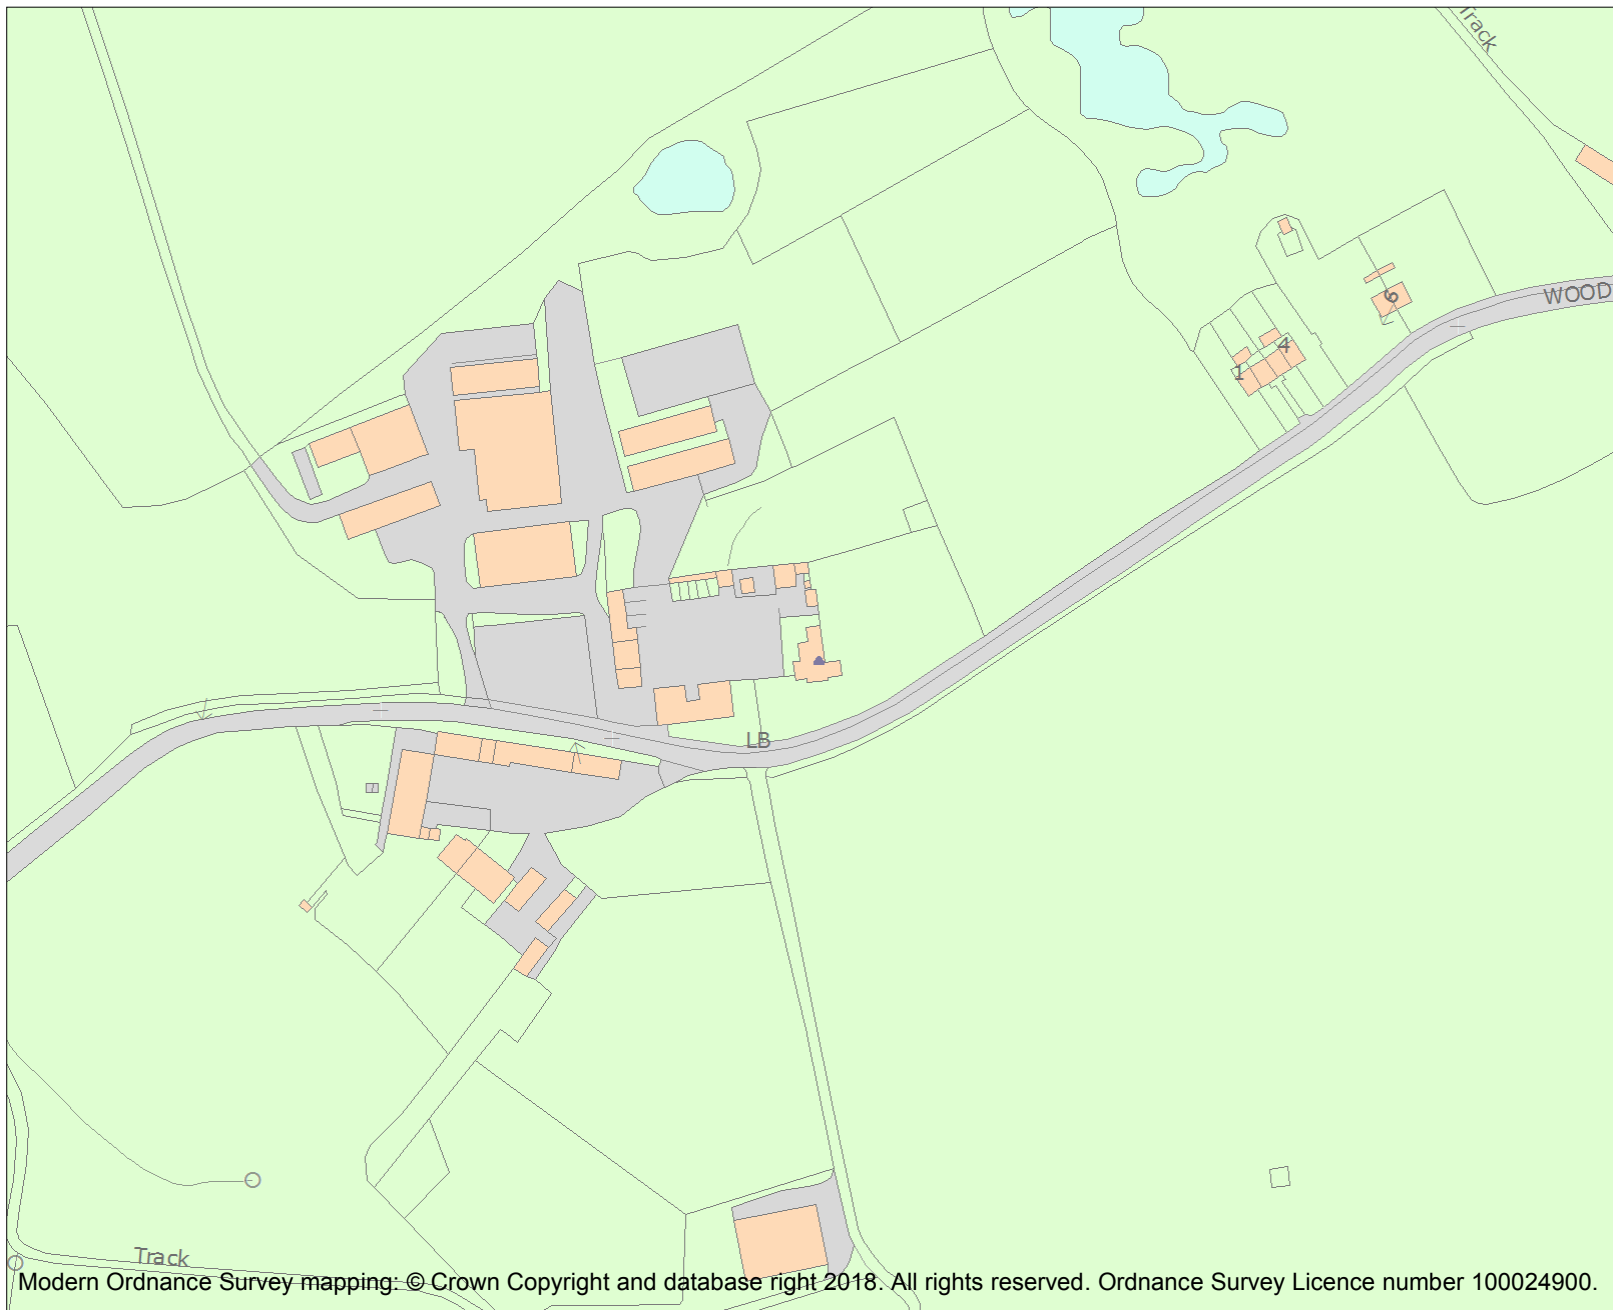 Track
WOOD
6
4
1
LB
Track
Modern Ordnance Survey mapping: © Crown Copyright and database right 2018. All rights reserved. Ordnance Survey Licence number 100024900.